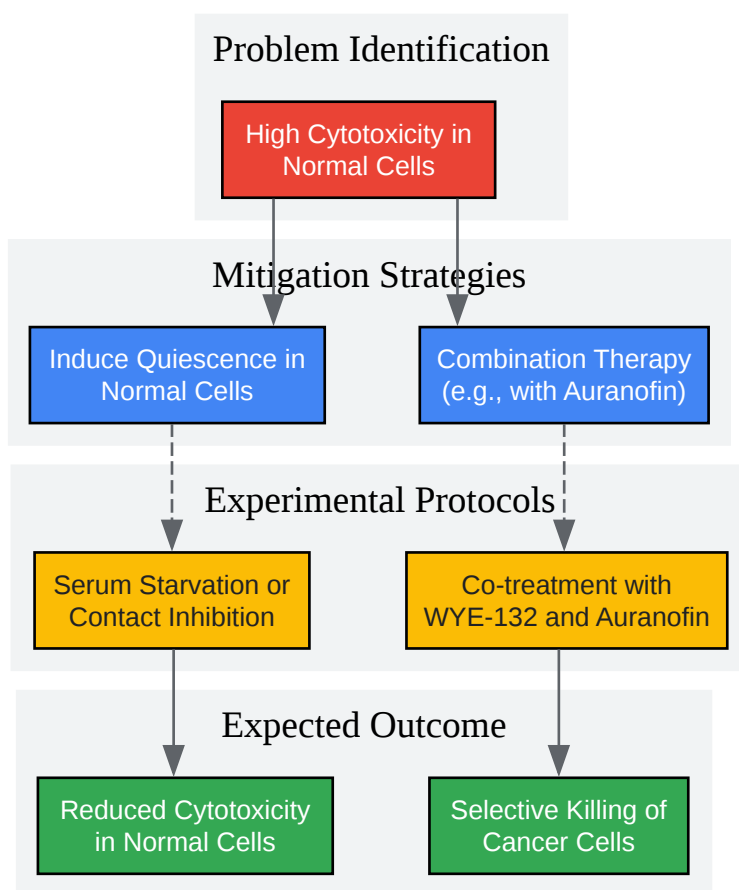 Problem Identification
High Cytotoxicity in
Normal Cells
Mitigation Strategies
Induce Quiescence in
Normal Cells
Combination Therapy
(e.g., with Auranofin)
Experimental Protocols
Serum Starvation or
Contact Inhibition
Co-treatment with
WYE-132 and Auranofin
Expected Outcome
Reduced Cytotoxicity
in Normal Cells
Selective Killing of
Cancer Cells